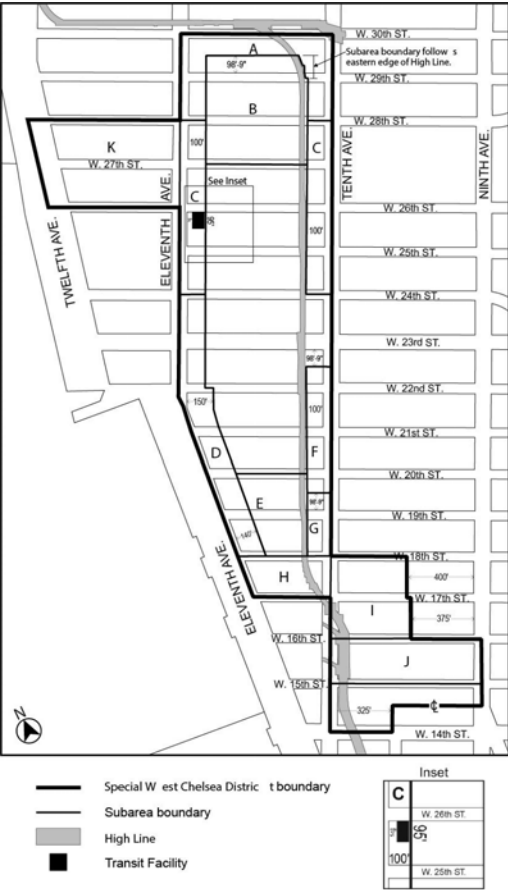 W. 30th ST.
A
Subarea boundary follow s
eastern edge of High Line.
98'-9"
W. 29th ST.
B
W. 28th ST.
K
100'
C
W. 27th ST.
TENTH AVE.
NINTH AVE.
See Inset
C
ELEVENTH AVE.
95'
W. 26th ST.
TWELFTH AVE.
100'
W. 25th ST.
W. 24th ST.
W. 23rd ST.
98'-9"
W. 22nd ST.
150'
100'
W. 21st ST.
D
F
W. 20th ST.
E
98'-9"
W. 19th ST.
G
140'
W. 18th ST.
ELEVENTH AVE.
H
400'
W. 17th ST.
I
375'
W. 16th ST.
J
W. 15th ST.
325'
W. 14th ST.
N
Special W est Chelsea Distric t boundary
Subarea boundary
High Line
Transit Facility
Inset
C
W. 26th ST.
95'
100'
W. 25th ST.